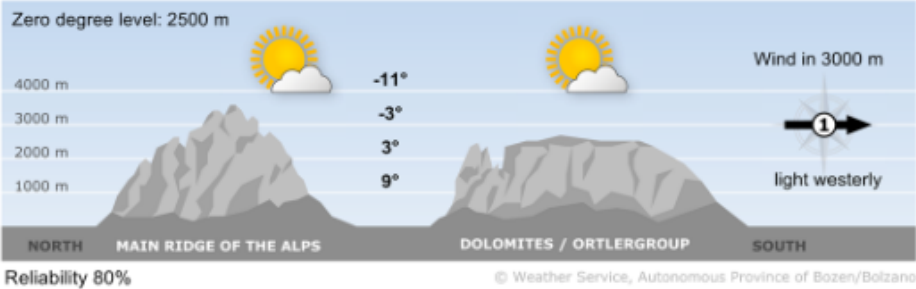 Zero degree level: 2500 m
Wind in 3000 m
4000 m
-11°
3000 m
-3°
1
2000 m
3°
1000 m
9°
light westerly
NORTH
MAIN RIDGE OF THE ALPS
DOLOMITES / ORTLERGROUP
SOUTH
Reliability 80%
© Weather Service, Autonomous Province of Bozen/Bolzano